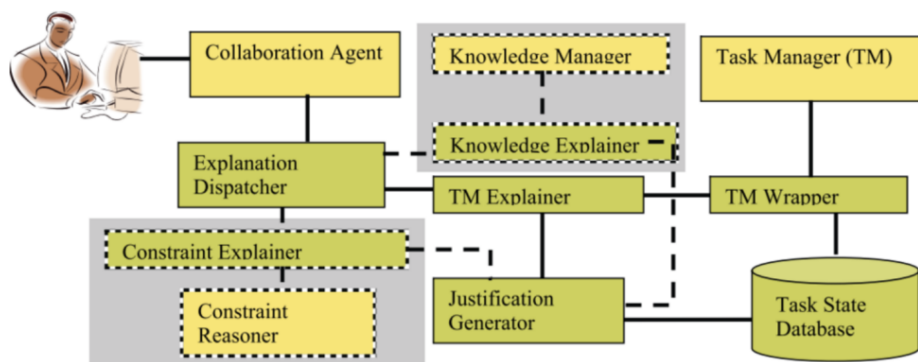 Collaboration Agent
Knowledge Manager
Task Manager (TM)
Knowledge Explainer
Explanation
Dispatcher
TM Explainer
TM Wrapper
Constraint Explainer
Constraint
Reasoner
Justification
Generator
Task State
Database